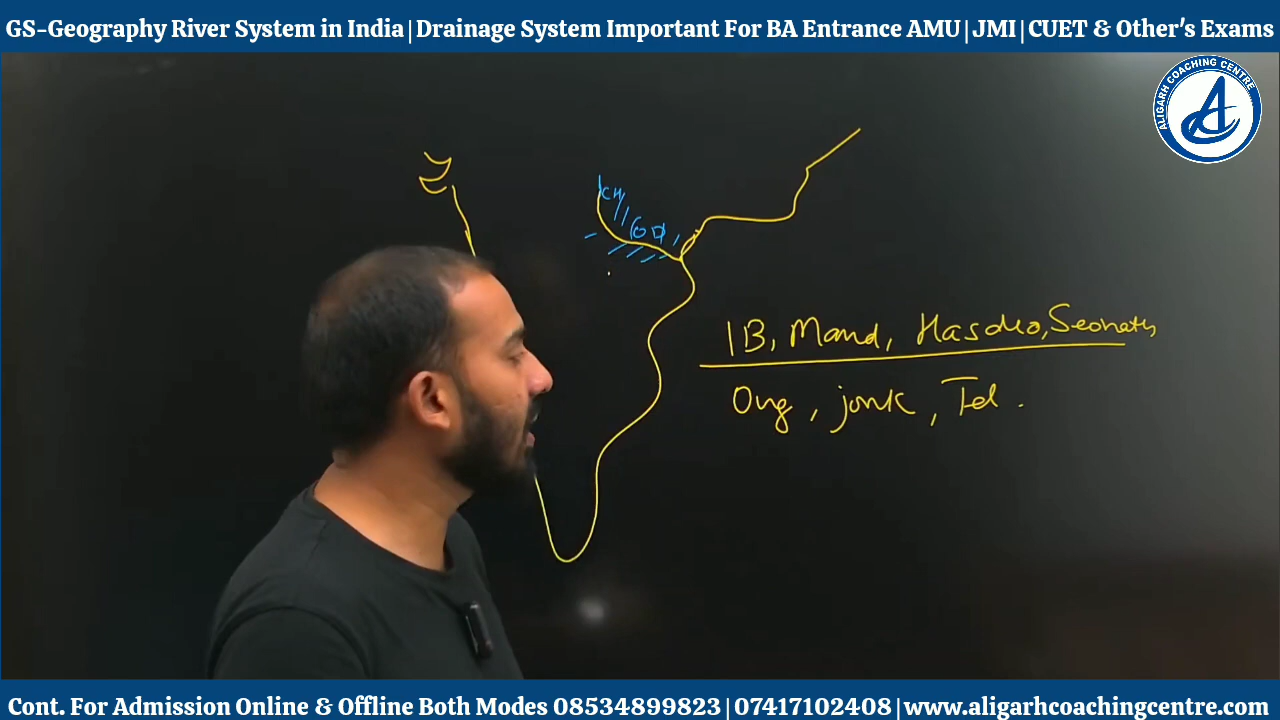 GS-Geography River System in India|Drainage System Important For BA Entrance AMU|JMI|CUET & Other's Exams
ALIGARH COACHING CENTRE
A
CH
OD
IB, Mand, Hasdeo, Seonath,
Ong, jonk, Tel.
Cont. For Admission Online & Offline Both Modes 08534899823|07417102408|www.aligarhcoachingcentre.com